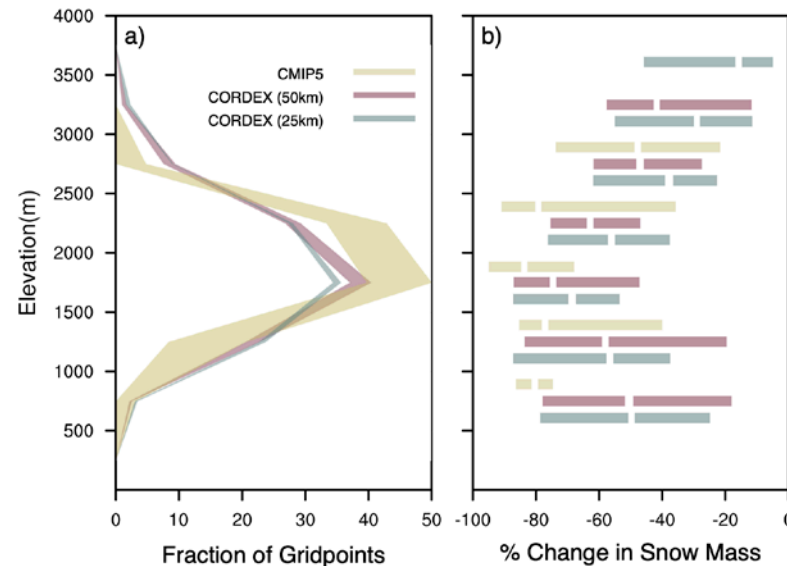 a)
b)
CMIP5
CORDEX (50km)
CORDEX (25km)
Elevation(m)
4000
3500
3000
2500
2000
1500
1000
500
0 10 20 30 40 50
-100 -80 -60 -40 -20 0
Fraction of Gridpoints
% Change in Snow Mass